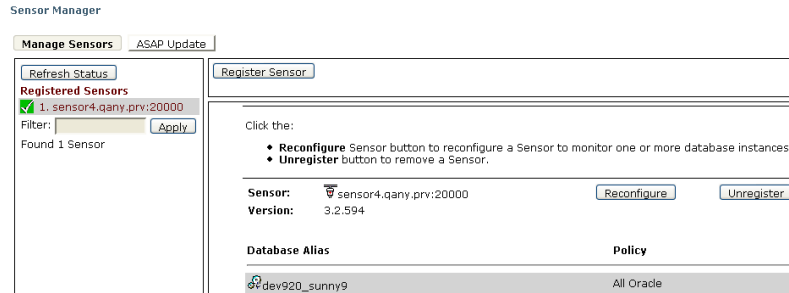 Sensor Manager
Manage Sensors
ASAP Update
Refresh Status
Registered Sensors
1. sensor4.qany.prv:20000
Filter:
Apply
Found 1 Sensor
Register Sensor
Click the:
Reconfigure Sensor button to reconfigure a Sensor to monitor one or more database instances
Unregister button to remove a Sensor.
Sensor: sensor4.qany.prv:20000 Reconfigure Unregister
Version: 3.2.594
Database Alias Policy
dev920_sunny9 All Oracle